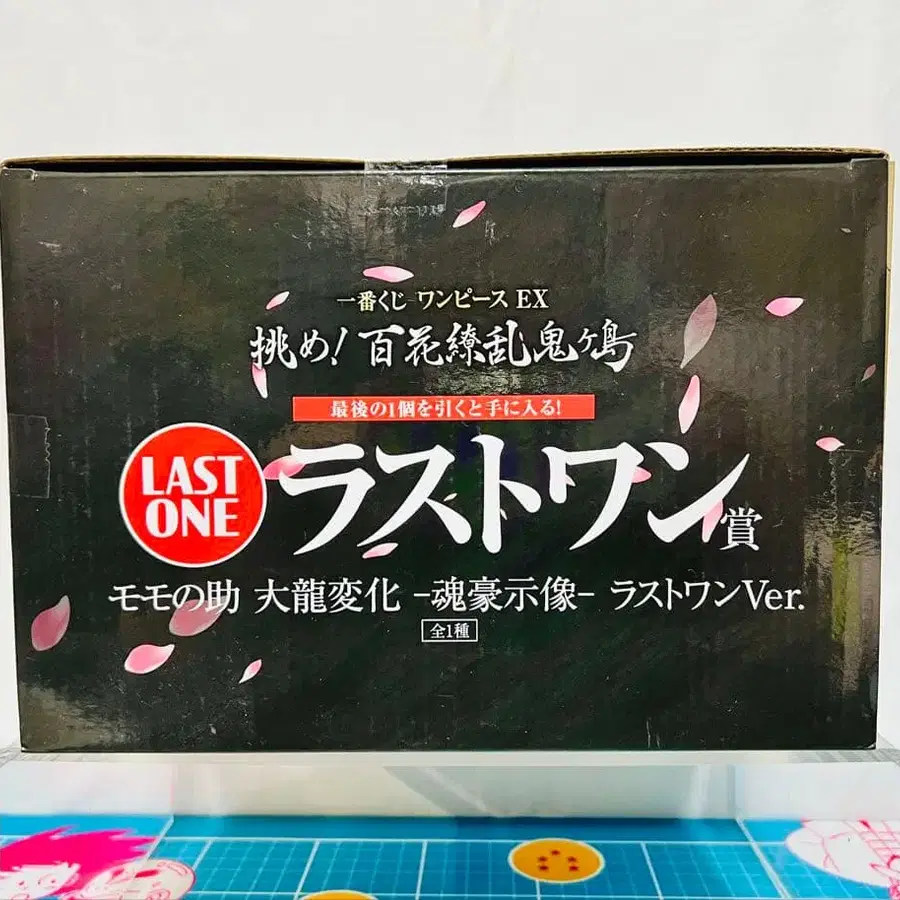 一番くじ ワンピース EX
挑め！百花繚乱鬼ヶ島
最後の1個を引くと手に入る!
LAST
ONE
ラストワン賞
モモの助 大龍変化 -魂豪示像- ラストワンVer.
全1種